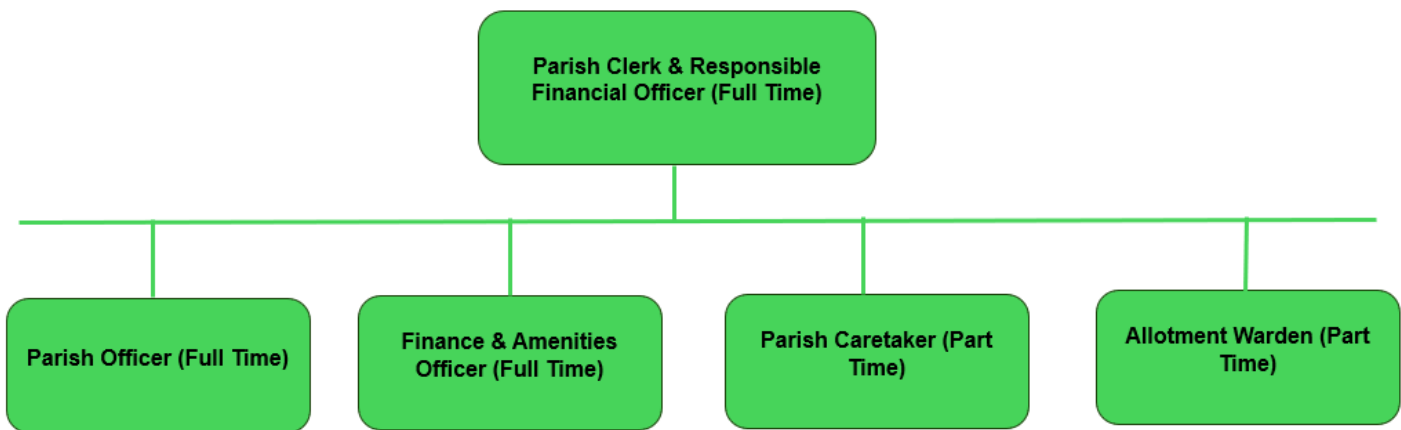 Parish Clerk & Responsible
Financial Officer (Full Time)
Parish Officer (Full Time)
Finance & Amenities
Officer (Full Time)
Parish Caretaker (Part
Time)
Allotment Warden (Part
Time)